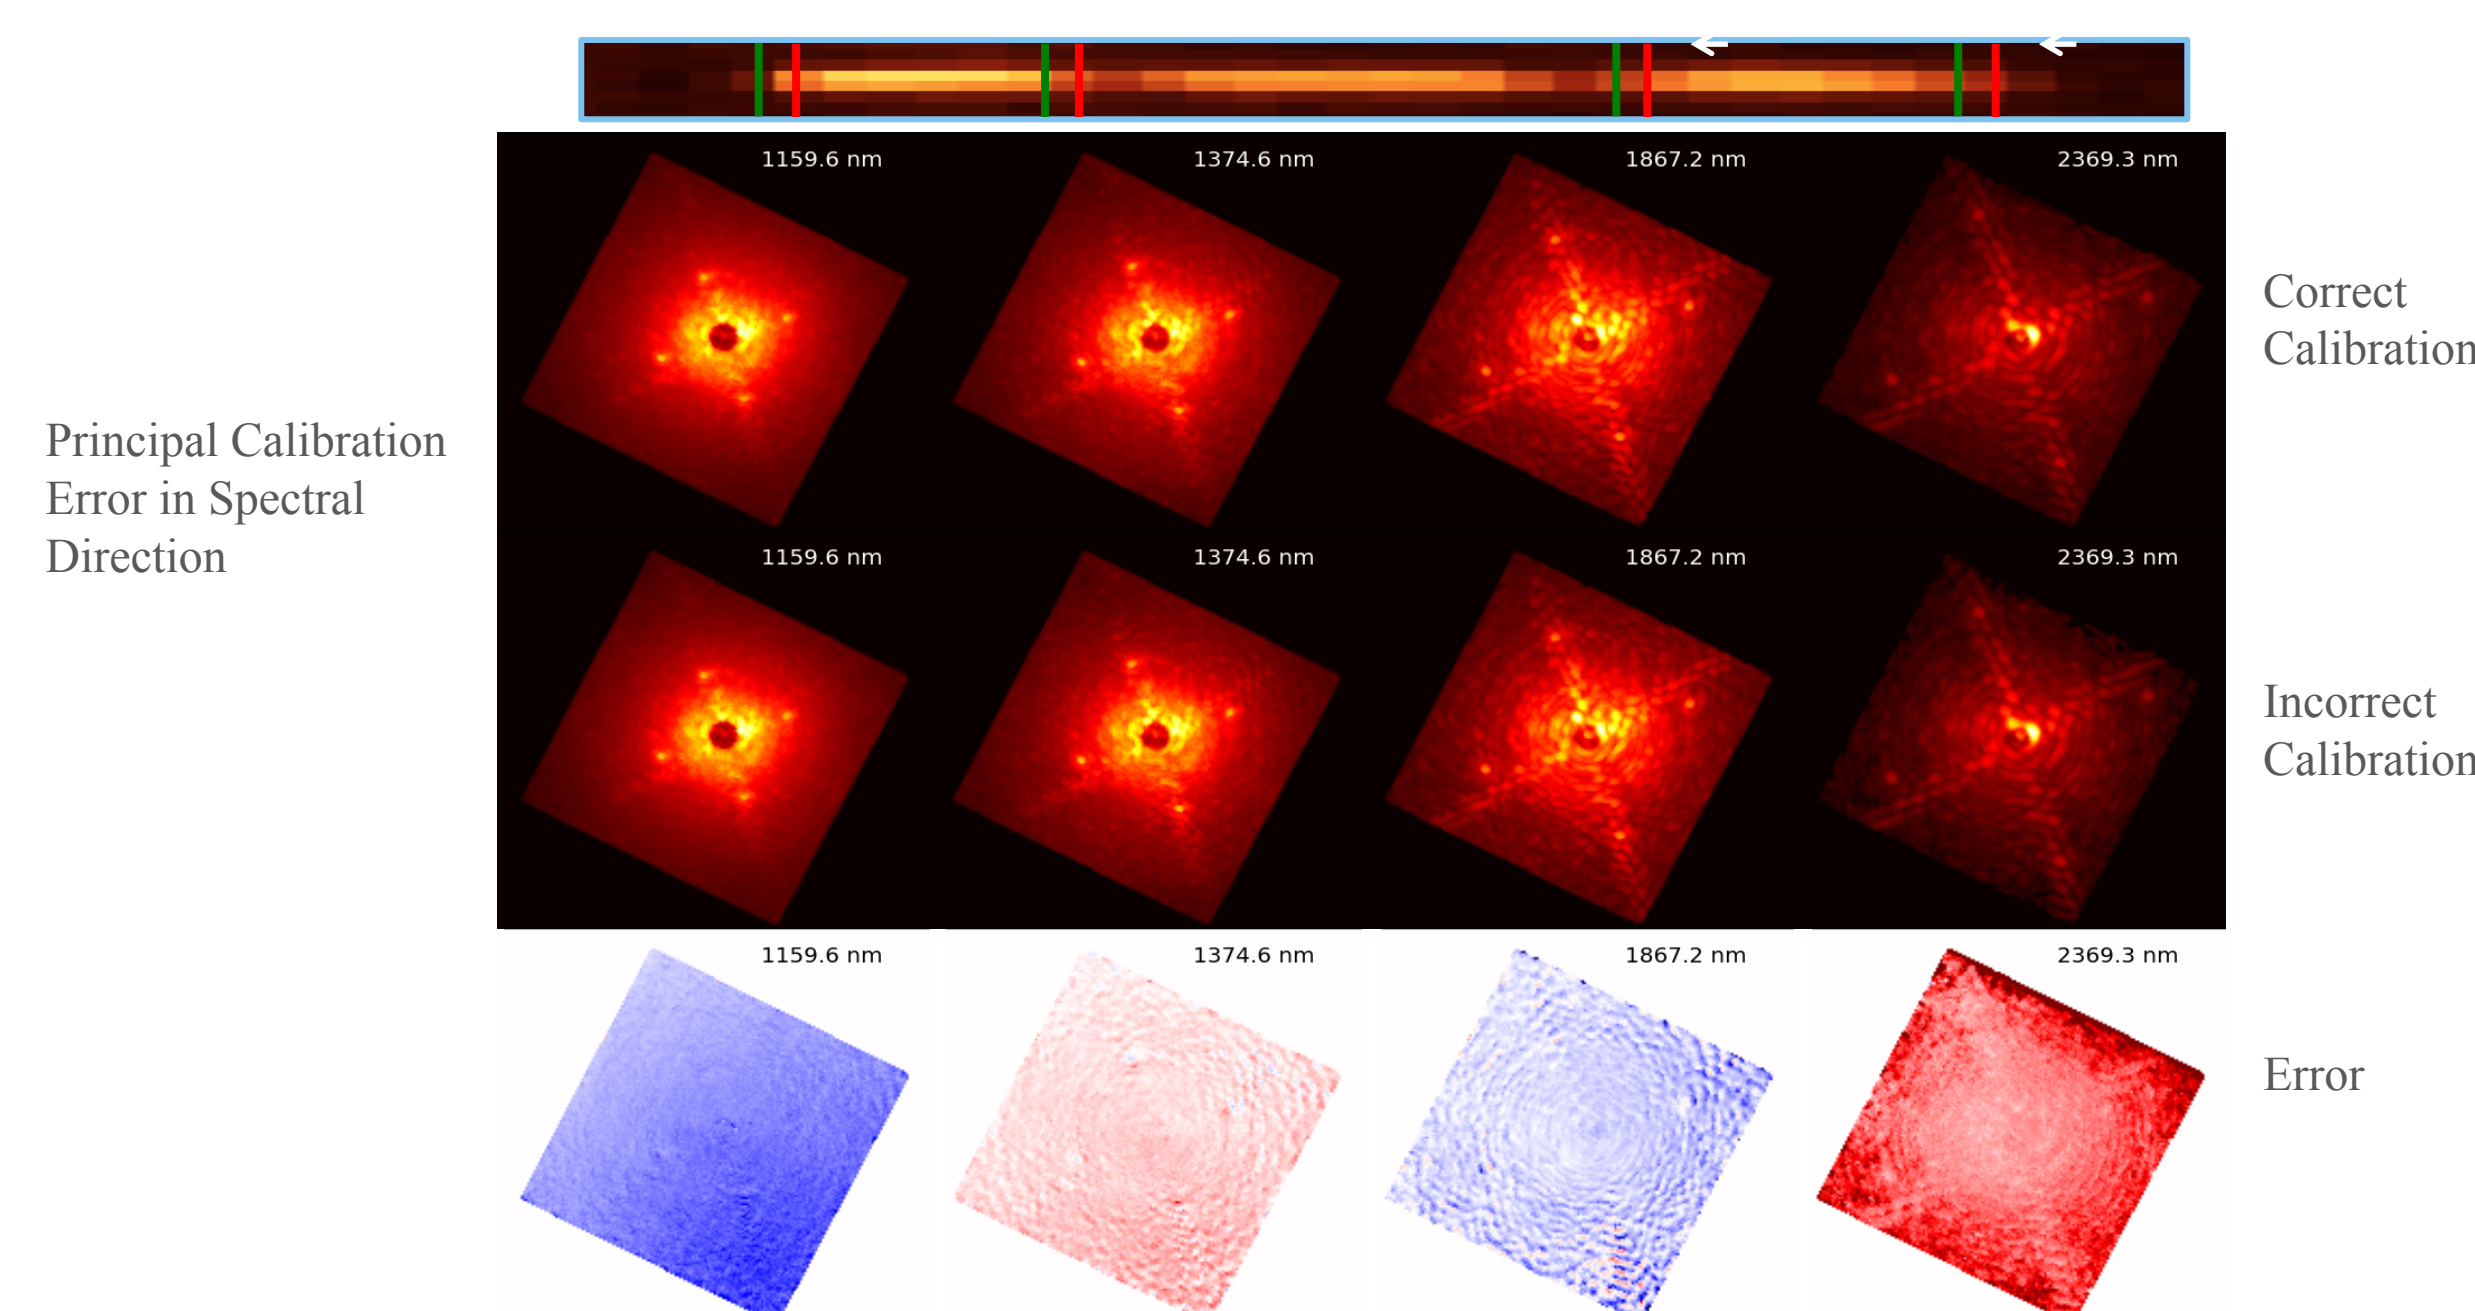 1159.6 nm
1374.6 nm
1867.2 nm
2369.3 nm
Correct
Calibration
Principal Calibration
Error in Spectral
Direction
1159.6 nm
1374.6 nm
1867.2 nm
2369.3 nm
Incorrect
Calibration
1159.6 nm
1374.6 nm
1867.2 nm
2369.3 nm
Error